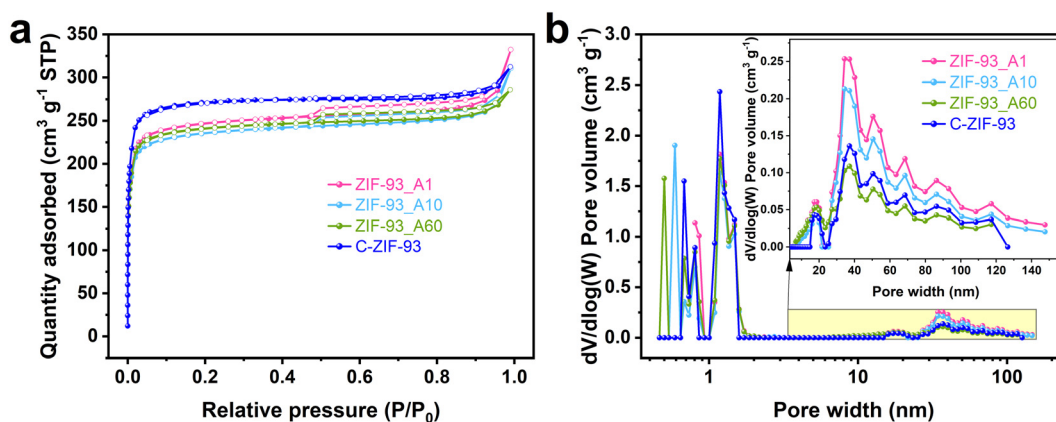 a
Quantity adsorbed (cm³ g⁻¹ STP)
350
300
250
200
150
100
50
0
0.0 0.2 0.4 0.6 0.8 1.0
Relative pressure (P/P₀)
ZIF-93_A1
ZIF-93_A10
ZIF-93_A60
C-ZIF-93
b
dV/dlog(W) Pore volume (cm³ g⁻¹)
3.0
2.5
2.0
1.5
1.0
0.5
0.0
1 10 100
Pore width (nm)
dV/dlog(W) Pore volume (cm³ g⁻¹)
0.25
0.20
0.15
0.10
0.05
0.00
20 40 60 80 100 120 140
Pore width (nm)
ZIF-93_A1
ZIF-93_A10
ZIF-93_A60
C-ZIF-93